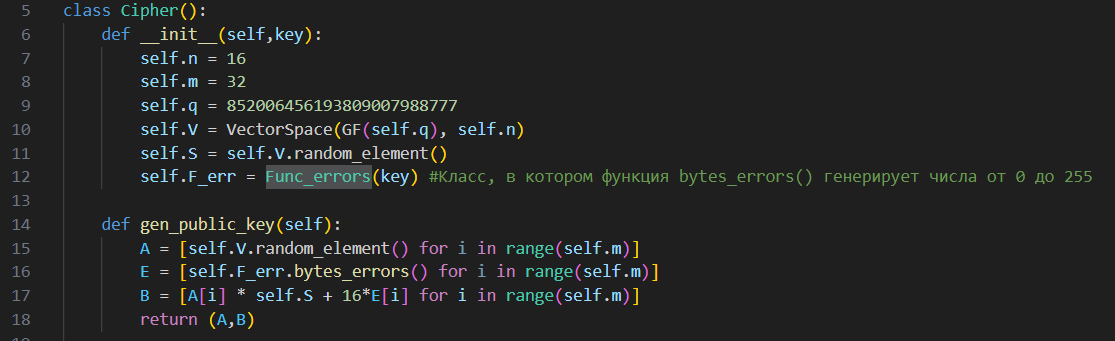 5 class Cipher():
6 def __init__(self,key):
7 self.n = 16
8 self.m = 32
9 self.q = 852006456193809007988777
10 self.V = VectorSpace(GF(self.q), self.n)
11 self.S = self.V.random_element()
12 self.F_err = Func_errors(key) #Класс, в котором функция bytes_errors() генерирует числа от 0 до 255
13
14 def gen_public_key(self):
15 A = [self.V.random_element() for i in range(self.m)]
16 E = [self.F_err.bytes_errors() for i in range(self.m)]
17 B = [A[i] * self.S + 16*E[i] for i in range(self.m)]
18 return (A,B)